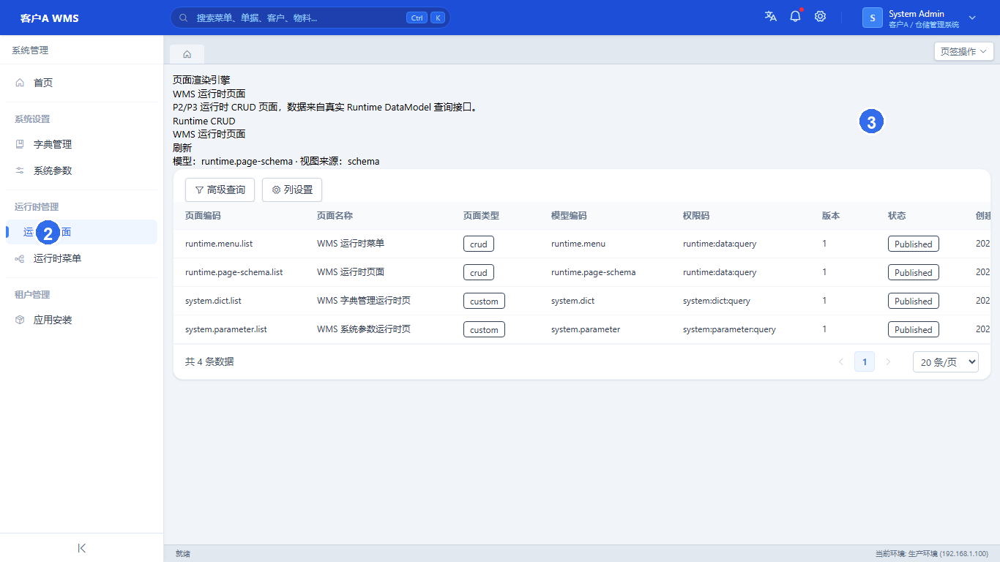 客户A WMS
搜索菜单、单据、客户、物料... Ctrl K
S System Admin
客户A / 仓储管理系统
系统管理
页签操作
首页
系统设置
字典管理
系统参数
运行时管理
运 2 面
运行时菜单
租户管理
应用安装
页面渲染引擎
WMS 运行时页面
P2/P3 运行时 CRUD 页面，数据来自真实 Runtime DataModel 查询接口。
Runtime CRUD
3
WMS 运行时页面
刷新
模型：runtime.page-schema · 视图来源：schema
高级查询 列设置
页面编码 页面名称 页面类型 模型编码 权限码 版本 状态 创建
runtime.menu.list WMS 运行时菜单 crud runtime.menu runtime:data:query 1 Published 202
runtime.page-schema.list WMS 运行时页面 crud runtime.page-schema runtime:data:query 1 Published 202
system.dict.list WMS 字典管理运行时页 custom system.dict system:dict:query 1 Published 202
system.parameter.list WMS 系统参数运行时页 custom system.parameter system:parameter:query 1 Published 202
共 4 条数据 1 20 条/页
就绪 当前环境: 生产环境 (192.168.1.100)